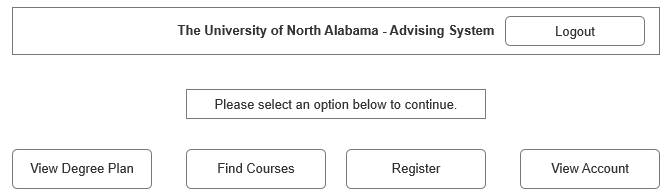 The University of North Alabama - Advising System
Logout
Please select an option below to continue.
View Degree Plan
Find Courses
Register
View Account